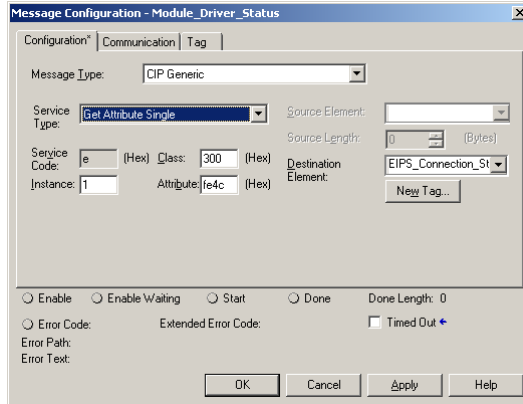 Message Configuration - Module_Driver_Status
Configuration* Communication Tag
Message Type: CIP Generic
Service Type: Get Attribute Single
Source Element:
Source Length: 0 (Bytes)
Service Code: e (Hex) Class: 300 (Hex)
Destination Element: EIPS_Connection_St
Instance: 1 Attribute: fe4c (Hex)
New Tag...
Enable Enable Waiting Start Done Done Length: 0
Error Code: Extended Error Code: Timed Out
Error Path:
Error Text:
OK Cancel Apply Help